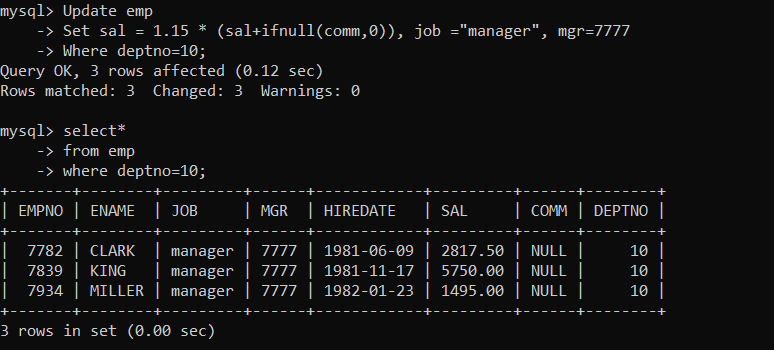 mysql> Update emp
    -> Set sal = 1.15 * (sal+ifnull(comm,0)), job ="manager", mgr=7777
    -> Where deptno=10;
Query OK, 3 rows affected (0.12 sec)
Rows matched: 3  Changed: 3  Warnings: 0

mysql> select*
    -> from emp
    -> where deptno=10;
+-------+--------+---------+------+------------+---------+------+--------+
| EMPNO | ENAME  | JOB     | MGR  | HIREDATE   | SAL     | COMM | DEPTNO |
+-------+--------+---------+------+------------+---------+------+--------+
|  7782 | CLARK  | manager | 7777 | 1981-06-09 | 2817.50 | NULL |     10 |
|  7839 | KING   | manager | 7777 | 1981-11-17 | 5750.00 | NULL |     10 |
|  7934 | MILLER | manager | 7777 | 1982-01-23 | 1495.00 | NULL |     10 |
+-------+--------+---------+------+------------+---------+------+--------+
3 rows in set (0.00 sec)